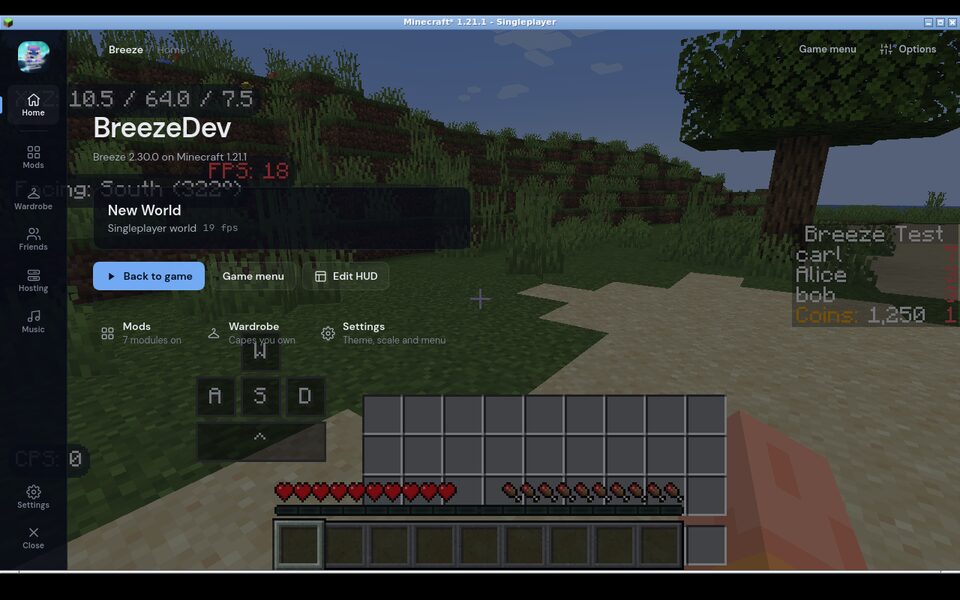 Minecraft* 1.21.1 - Singleplayer
Breeze / Home
Game menu
Options
XYZ: 10.5 / 64.0 / 7.5
Home
BreezeDev
Breeze 2.30.0 on Minecraft 1.21.1
FPS: 18
Mods
Facing: South (322°)
Wardrobe
New World
Singleplayer world 19 fps
Friends
Breeze Test
carl
Alice
bob
Coins: 1,250 1
Hosting
Back to game
Game menu
Edit HUD
Music
Mods
7 modules on
Wardrobe
Capes you own
Settings
Theme, scale and menu
W
A S D
^
CPS: 0
Settings
Close